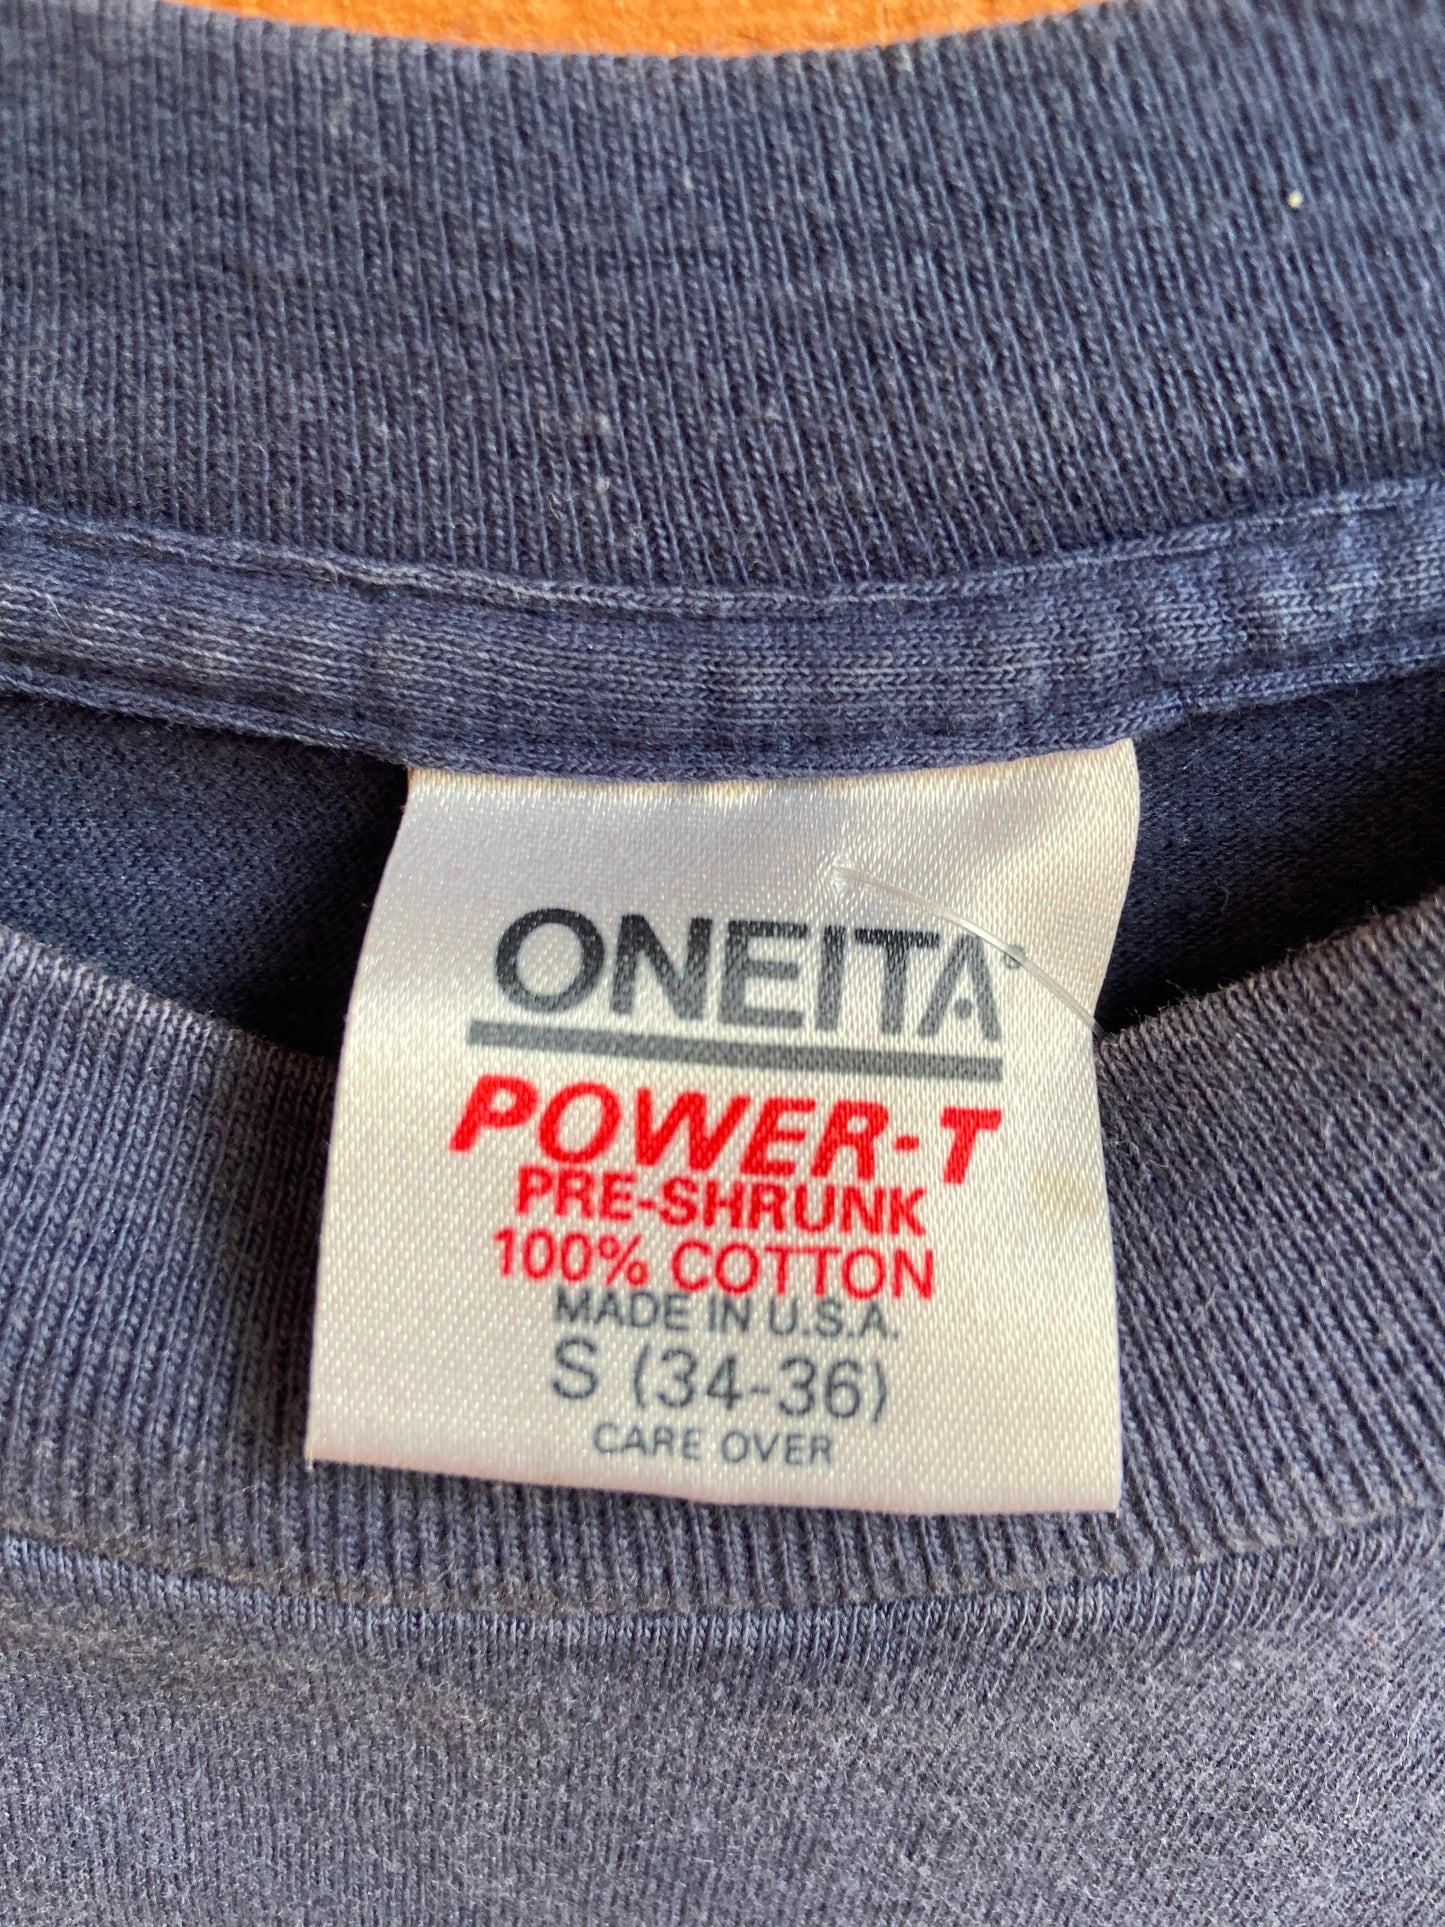 ONEITA®
POWER-T
PRE-SHRUNK
100% COTTON
MADE IN U.S.A.
S (34-36)
CARE OVER